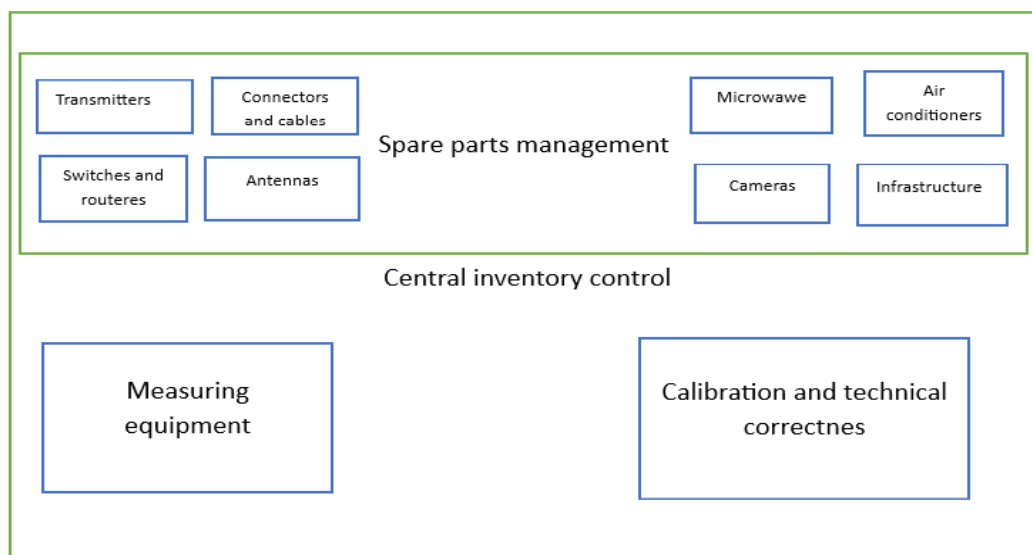 Transmitters
Connectors
and cables
Microwawe
Air
conditioners
Spare parts management
Switches and
routeres
Antennas
Cameras
Infrastructure
Central inventory control
Measuring
equipment
Calibration and technical
correctnes